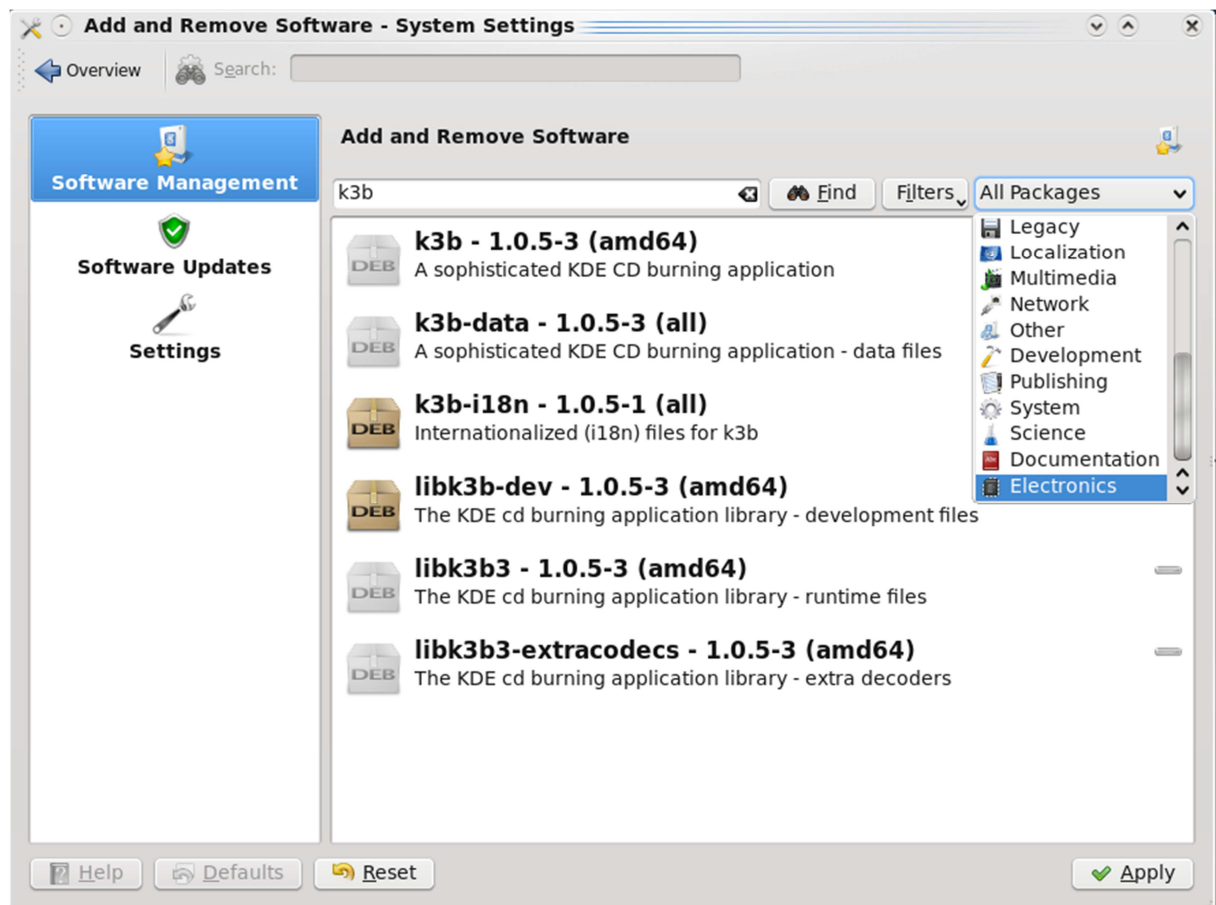 Add and Remove Software - System Settings
Overview
Search:
Software Management
Software Updates
Settings
Add and Remove Software
k3b
Find
Filters
All Packages
Legacy
Localization
Multimedia
Network
Other
Development
Publishing
System
Science
Documentation
Electronics
DEB
k3b - 1.0.5-3 (amd64)
A sophisticated KDE CD burning application
DEB
k3b-data - 1.0.5-3 (all)
A sophisticated KDE CD burning application - data files
DEB
k3b-i18n - 1.0.5-1 (all)
Internationalized (i18n) files for k3b
DEB
libk3b-dev - 1.0.5-3 (amd64)
The KDE cd burning application library - development files
DEB
libk3b3 - 1.0.5-3 (amd64)
The KDE cd burning application library - runtime files
DEB
libk3b3-extracodecs - 1.0.5-3 (amd64)
The KDE cd burning application library - extra decoders
Help
Defaults
Reset
Apply